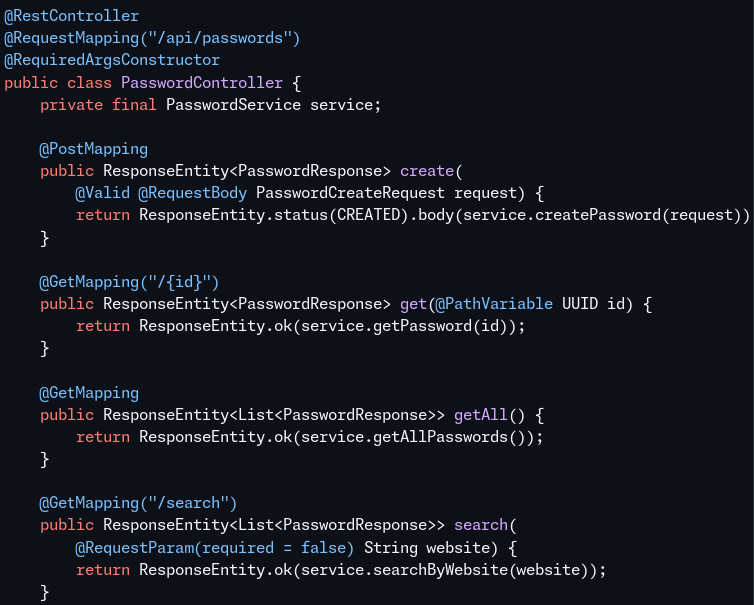 @RestController
@RequestMapping("/api/passwords")
@RequiredArgsConstructor
public class PasswordController {
    private final PasswordService service;

    @PostMapping
    public ResponseEntity<PasswordResponse> create(
        @Valid @RequestBody PasswordCreateRequest request) {
        return ResponseEntity.status(CREATED).body(service.createPassword(request))
    }

    @GetMapping("/{id}")
    public ResponseEntity<PasswordResponse> get(@PathVariable UUID id) {
        return ResponseEntity.ok(service.getPassword(id));
    }

    @GetMapping
    public ResponseEntity<List<PasswordResponse>> getAll() {
        return ResponseEntity.ok(service.getAllPasswords());
    }

    @GetMapping("/search")
    public ResponseEntity<List<PasswordResponse>> search(
        @RequestParam(required = false) String website) {
        return ResponseEntity.ok(service.searchByWebsite(website));
    }